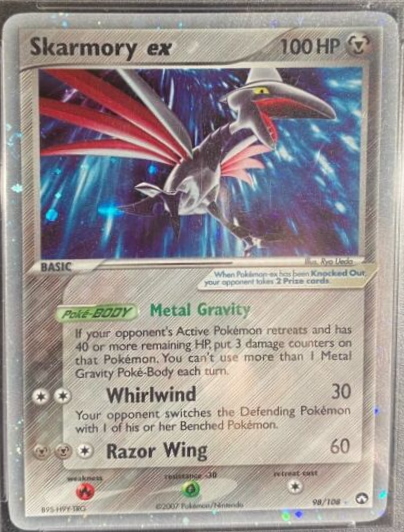 Skarmory ex 100 HP
Illus. Ryo Ueda
BASIC
When Pokémon-ex has been Knocked Out,
your opponent takes 2 Prize cards.
Poké-BODY Metal Gravity
If your opponent's Active Pokémon retreats and has
40 or more remaining HP, put 3 damage counters on
that Pokémon. You can't use more than 1 Metal
Gravity Poké-Body each turn.
Whirlwind 30
Your opponent switches the Defending Pokémon
with 1 of his or her Benched Pokémon.
Razor Wing 60
weakness resistance -30 retreat cost
©2007 Pokémon/Nintendo 98/108